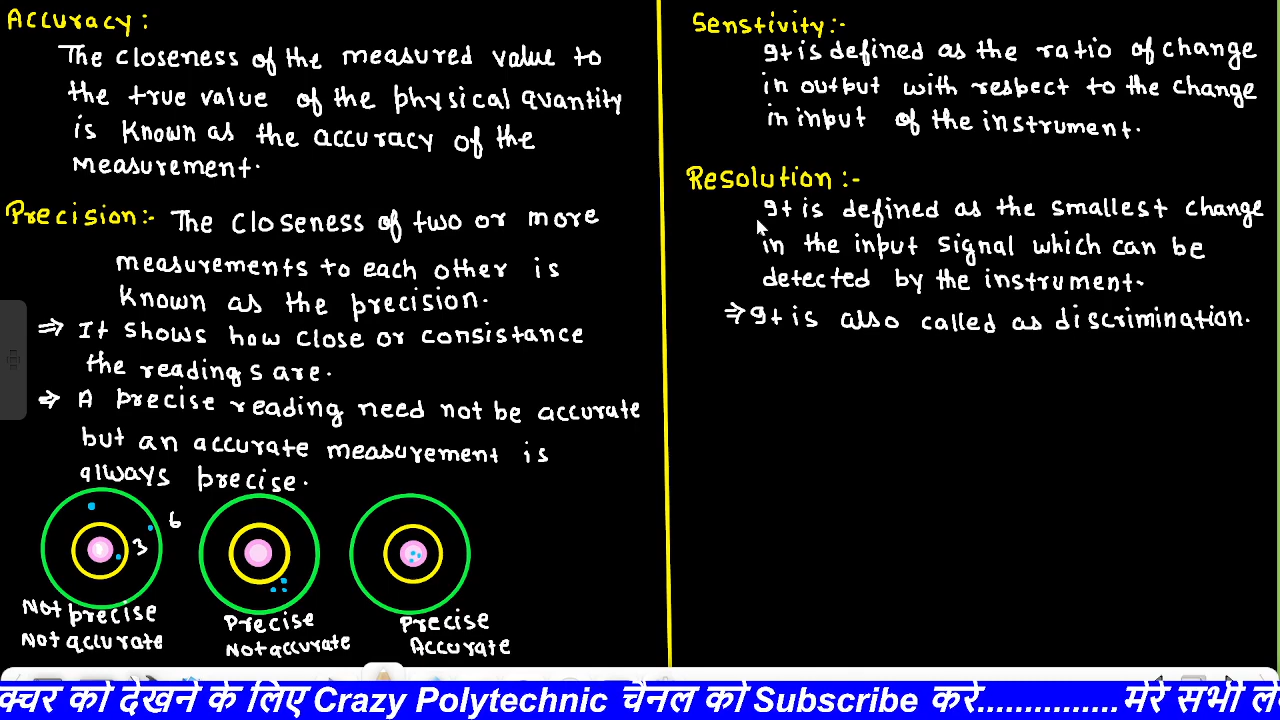 Accuracy:
The closeness of the measured value to
the true value of the physical quantity
is known as the accuracy of the
measurement.
Precision:- The closeness of two or more
measurements to each other is
known as the precision.
⇒ It shows how close or consistance
the readings are.
⇒ A precise reading need not be accurate
but an accurate measurement is
always precise.
6
3
Not precise
Not accurate
Precise
Not accurate
Precise
Accurate
Senstivity:-
It is defined as the ratio of change
in output with respect to the change
in input of the instrument.
Resolution:-
It is defined as the smallest change
in the input signal which can be
detected by the instrument.
⇒ It is also called as discrimination.
क्चर को देखने के लिए Crazy Polytechnic चैनल को Subscribe करे...............मेरे सभी ले